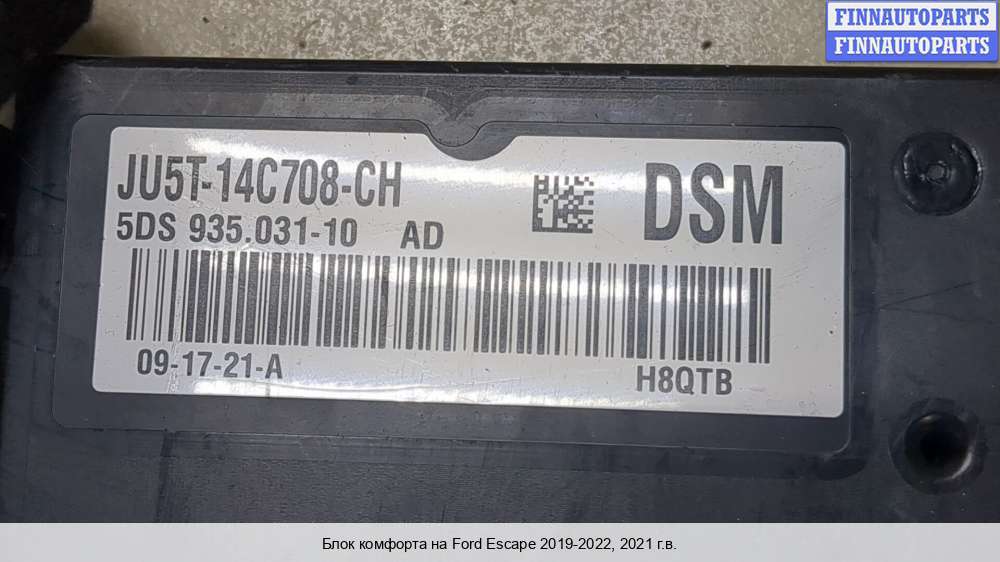 FINNAUTOPARTS
FINNAUTOPARTS
JU5T-14C708-CH
5DS 935.031-10 AD
DSM
09-17-21-A
H8QTB
Блок комфорта на Ford Escape 2019-2022, 2021 г.в.